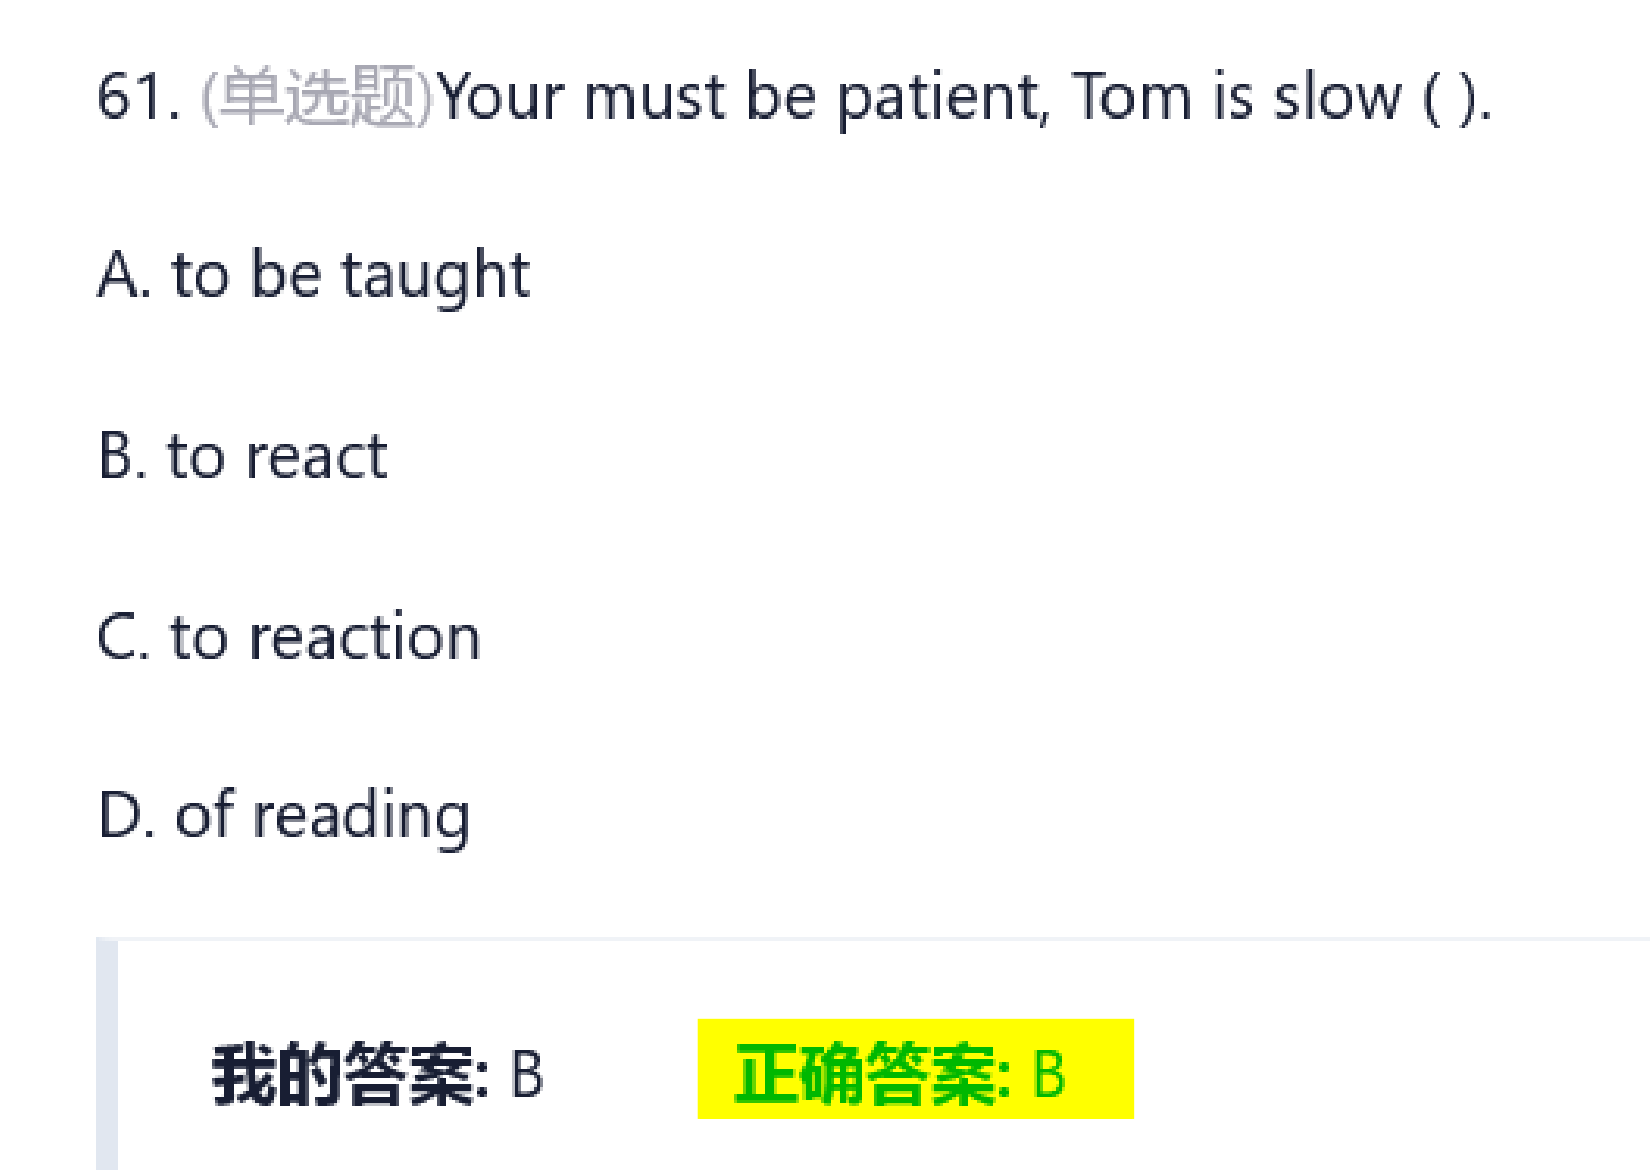 61. (单选题)Your must be patient, Tom is slow ( ).
A. to be taught
B. to react
C. to reaction
D. of reading
我的答案: B 正确答案: B